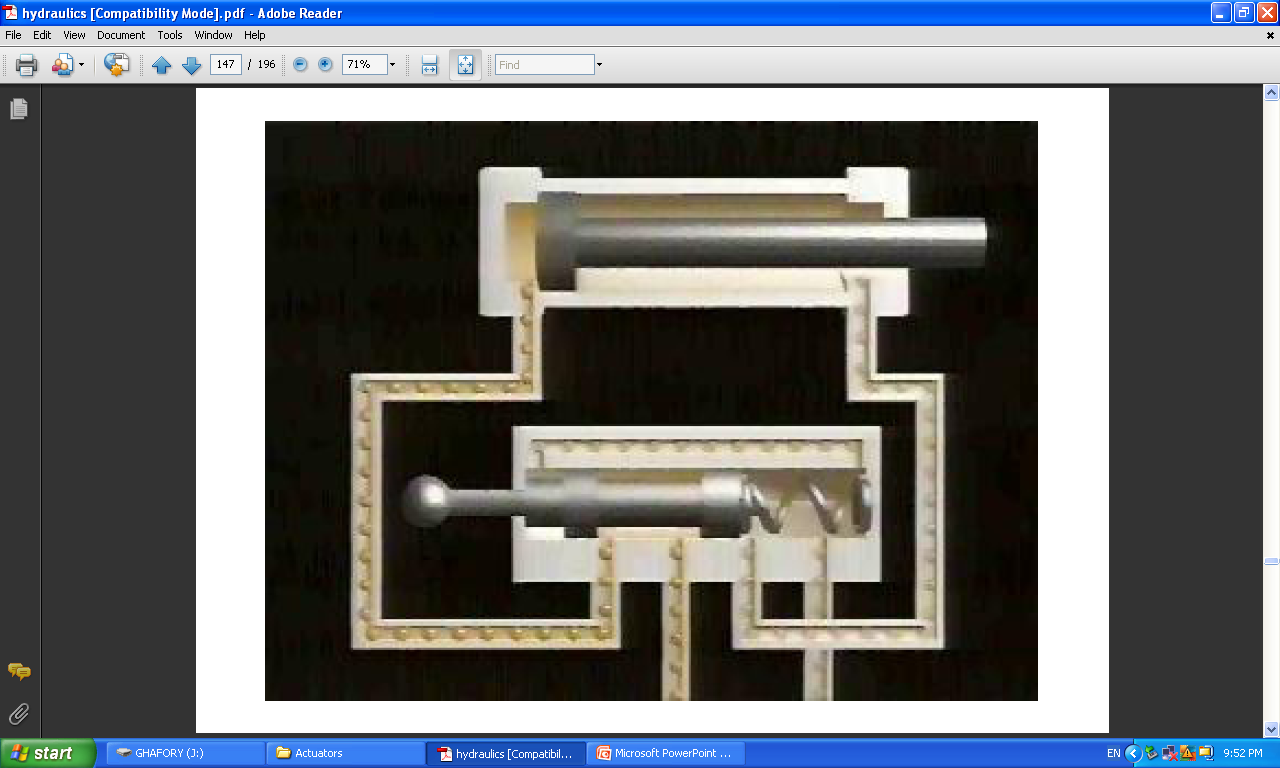 hydraulics [Compatibility Mode].pdf - Adobe Reader
File Edit View Document Tools Window Help
147 / 196 71% Find
start GHAFORY (J:) Actuators hydraulics [Compatibil... Microsoft PowerPoint ... EN 9:52 PM